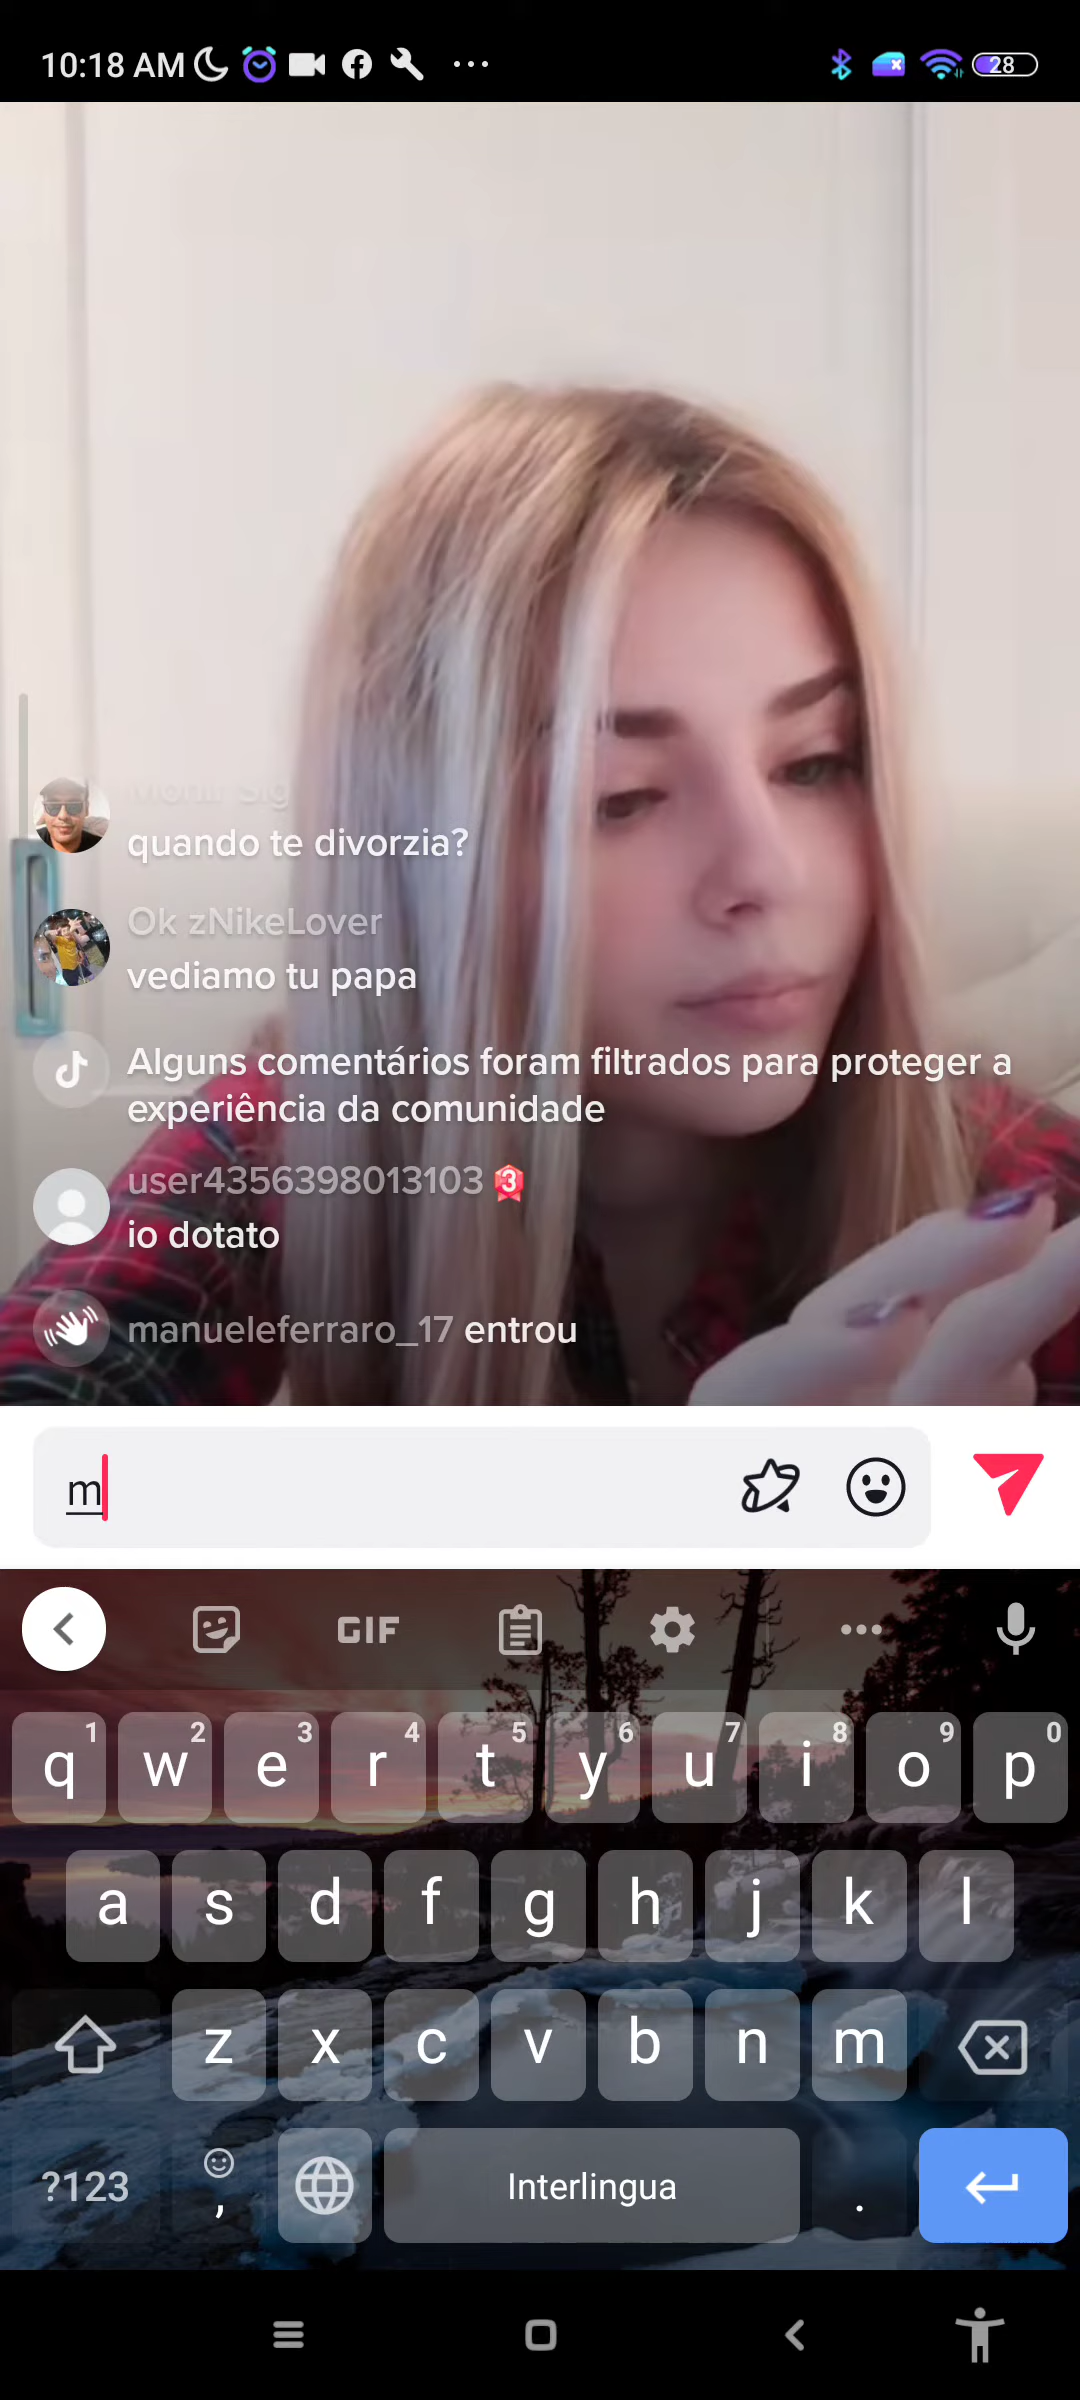 10:18 AM
28
quando te divorzia?
Ok zNikeLover
vediamo tu papa
Alguns comentários foram filtrados para proteger a
experiência da comunidade
user4356398013103 3
io dotato
manueleferraro_17 entrou
m
GIF
1 2 3 4 5 6 7 8 9 0
q w e r t y u i o p
a s d f g h j k l
z x c v b n m
?123 , Interlingua .